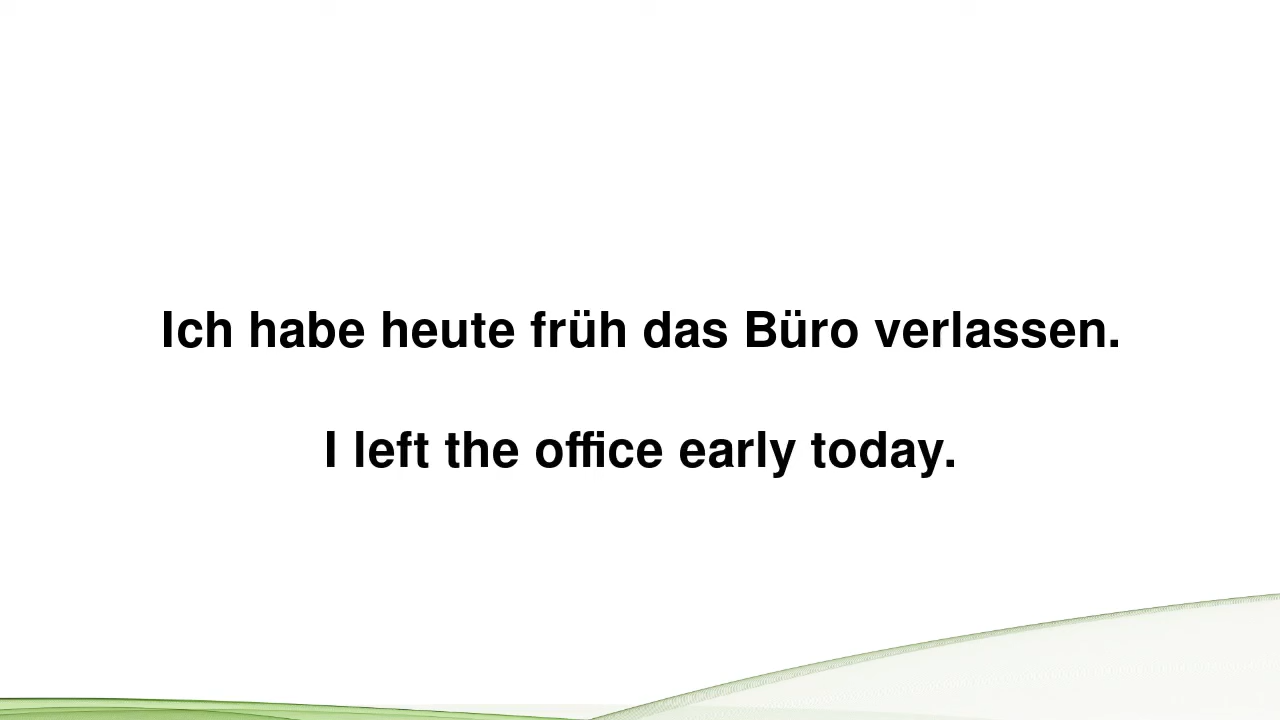 Ich habe heute früh das Büro verlassen.
I left the office early today.